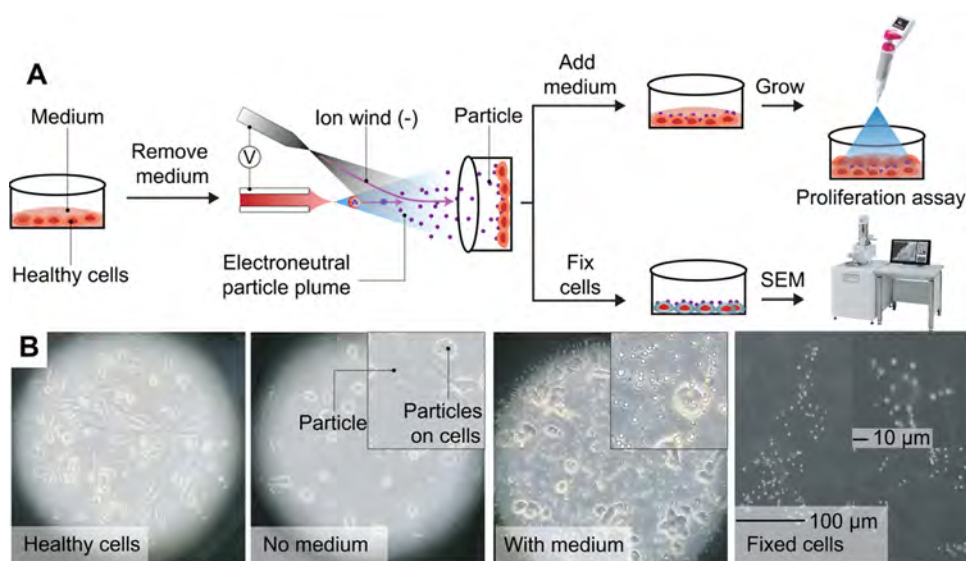 A
Medium
Healthy cells
Remove
medium
V
Ion wind (-)
Electroneutral
particle plume
Particle
Add
medium
Grow
Proliferation assay
Fix
cells
SEM
B
Healthy cells
Particle
Particles
on cells
No medium
With medium
10 µm
100 µm
Fixed cells